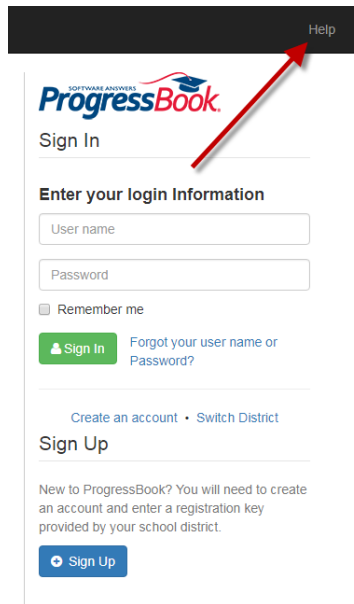 Help
SOFTWARE ANSWERS
ProgressBook.
Sign In
Enter your login Information
User name
Password
Remember me
Sign In
Forgot your user name or
Password?
Create an account • Switch District
Sign Up
New to ProgressBook? You will need to create
an account and enter a registration key
provided by your school district.
Sign Up